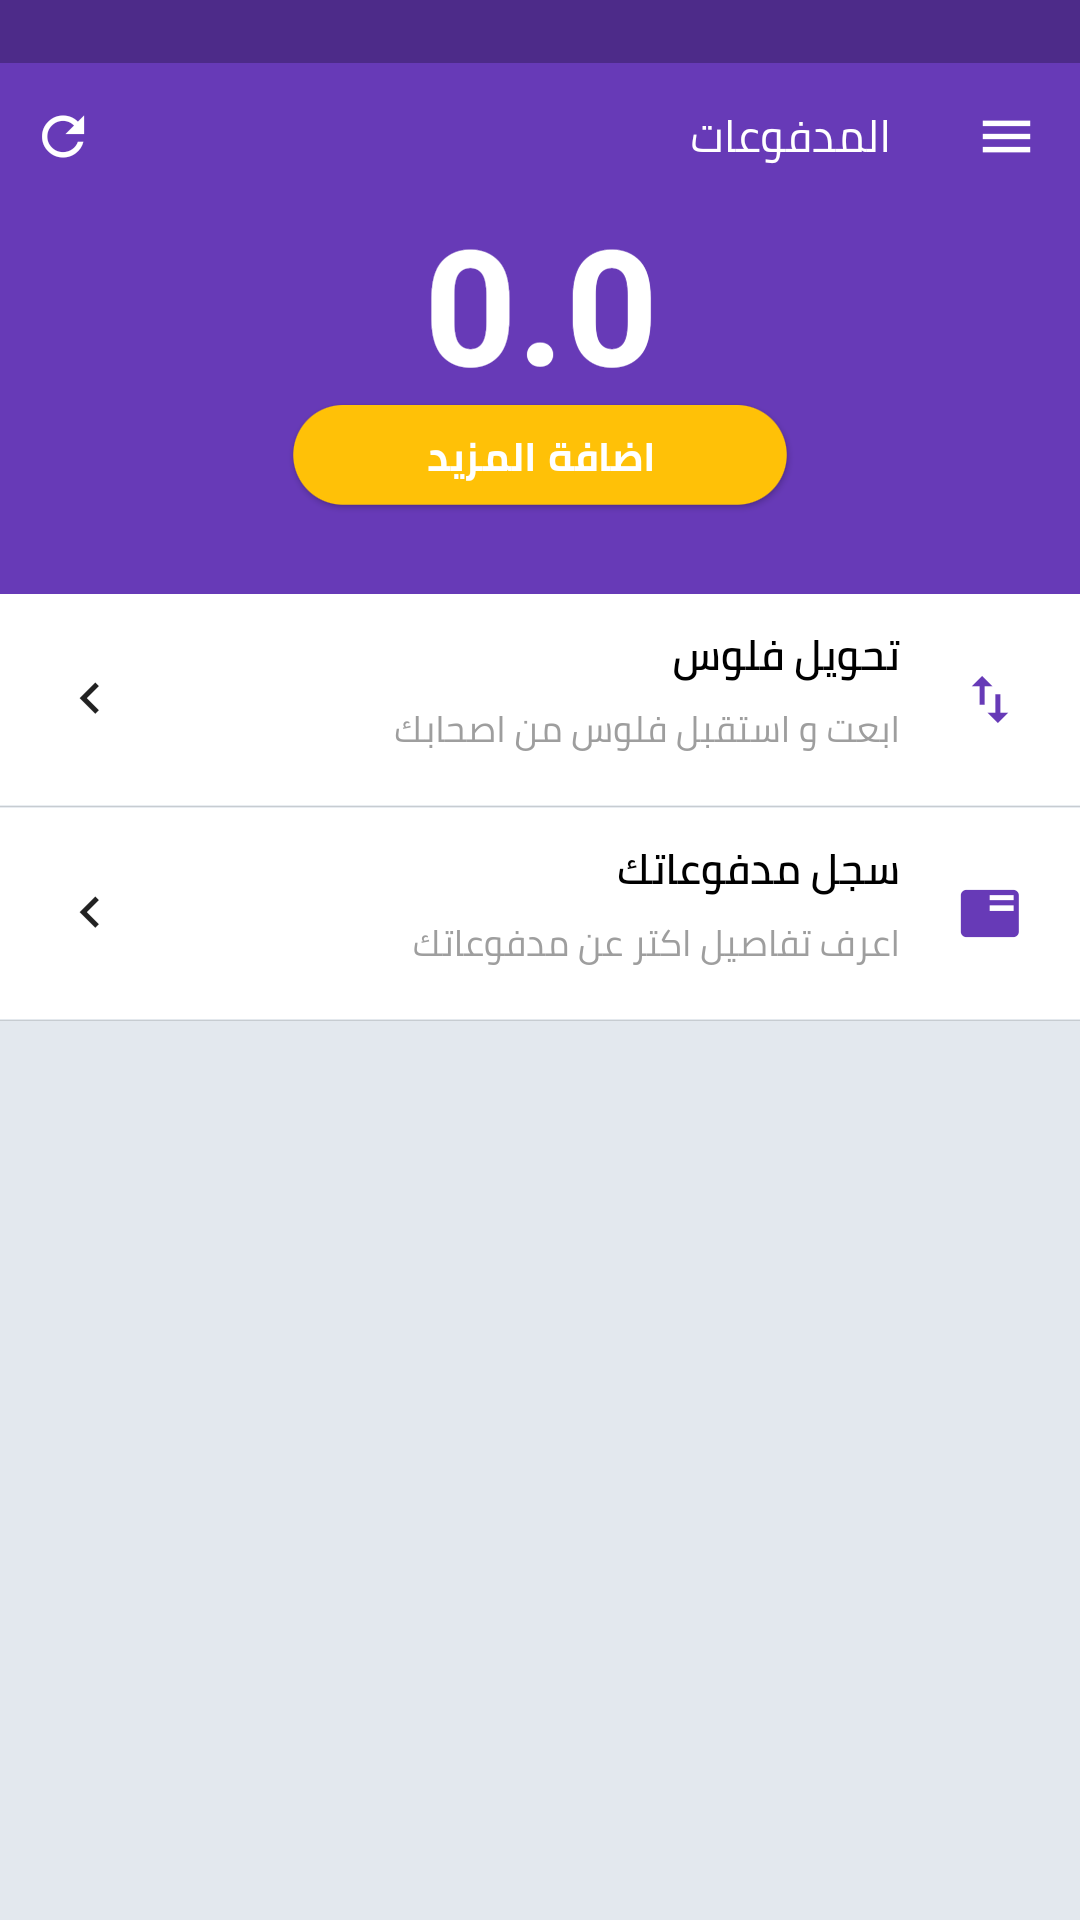 المدفوعات
0.0
اضافة المزيد
تحويل فلوس
ابعت و استقبل فلوس من اصحابك
سجل مدفوعاتك
اعرف تفاصيل اكتر عن مدفوعاتك